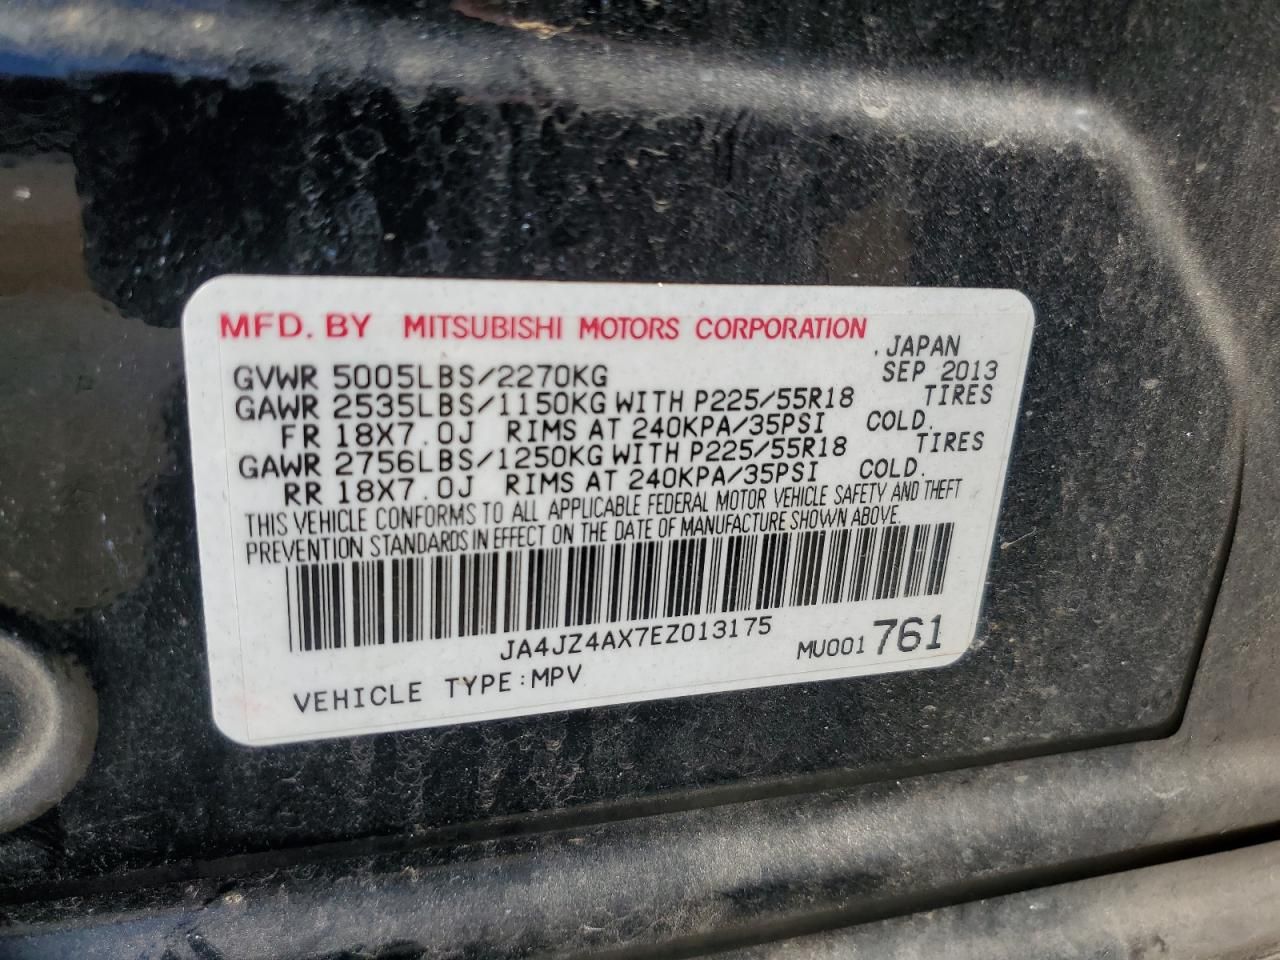 MFD. BY MITSUBISHI MOTORS CORPORATION
JAPAN
GVWR 5005LBS/2270KG SEP 2013
GAWR 2535LBS/1150KG WITH P225/55R18 TIRES
FR 18X7.0J RIMS AT 240KPA/35PSI COLD.
GAWR 2756LBS/1250KG WITH P225/55R18 TIRES
RR 18X7.0J RIMS AT 240KPA/35PSI COLD.
THIS VEHICLE CONFORMS TO ALL APPLICABLE FEDERAL MOTOR VEHICLE SAFETY AND THEFT
PREVENTION STANDARDS IN EFFECT ON THE DATE OF MANUFACTURE SHOWN ABOVE.
JA4JZ4AX7EZ013175
MU001761
VEHICLE TYPE:MPV